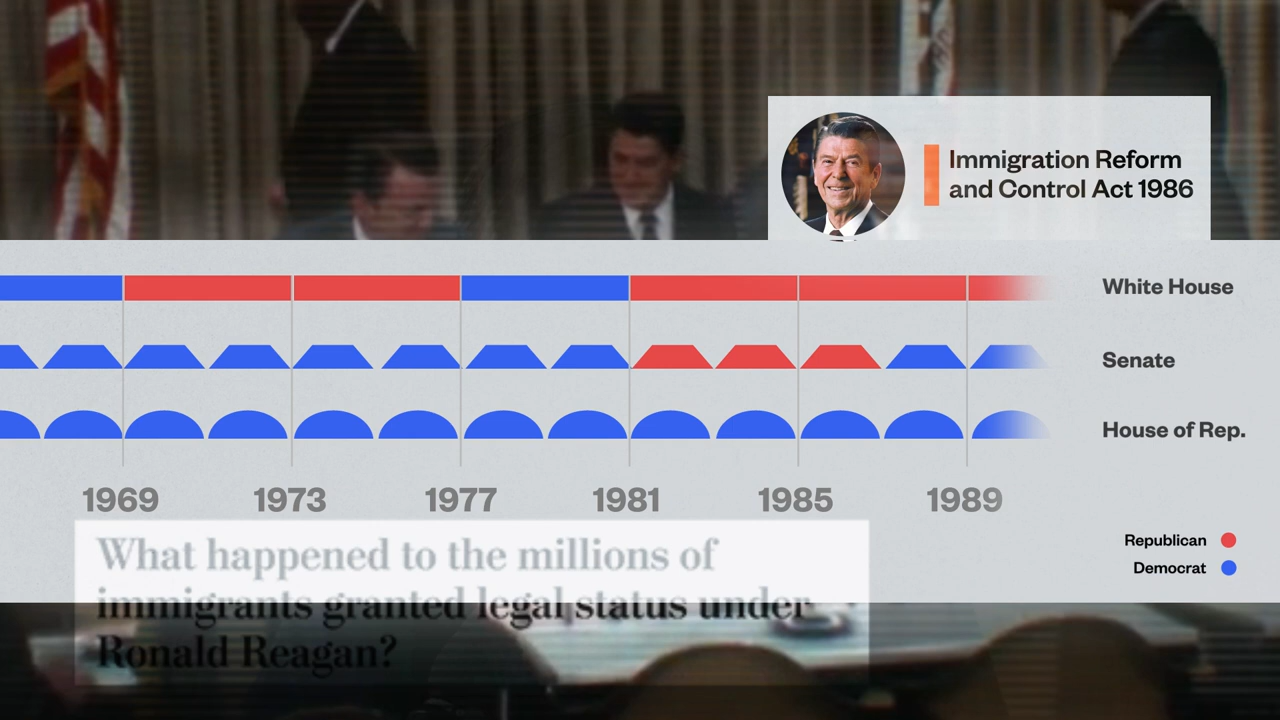 Immigration Reform
and Control Act 1986
White House
Senate
House of Rep.
1969 1973 1977 1981 1985 1989
Republican
Democrat
What happened to the millions of
immigrants granted legal status under
Ronald Reagan?